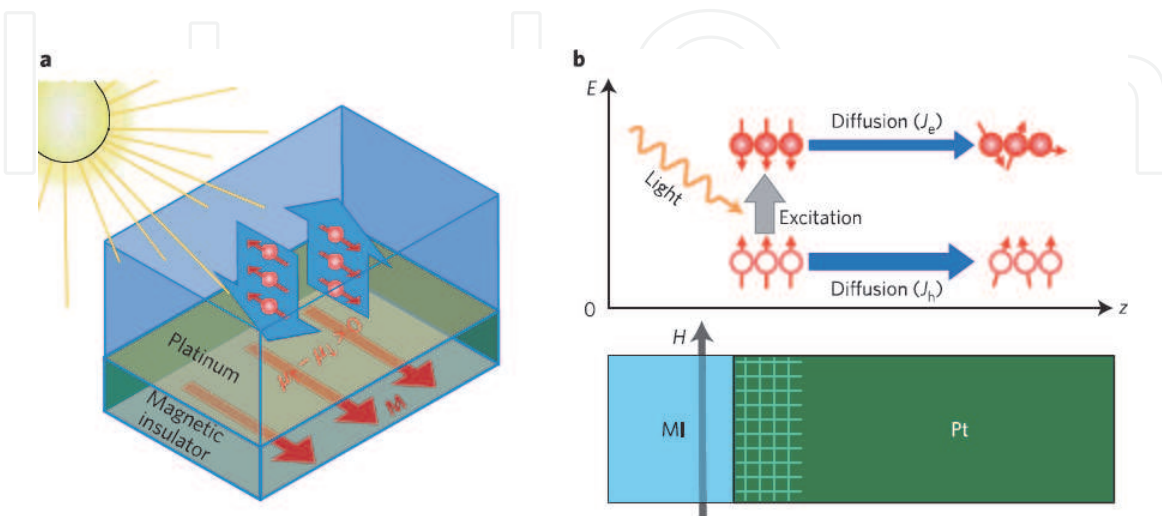 a
Platinum
Magnetic
insulator
M
b
E
Diffusion (Jₑ)
Light
Excitation
Diffusion (Jₕ)
0
z
H
MI
Pt